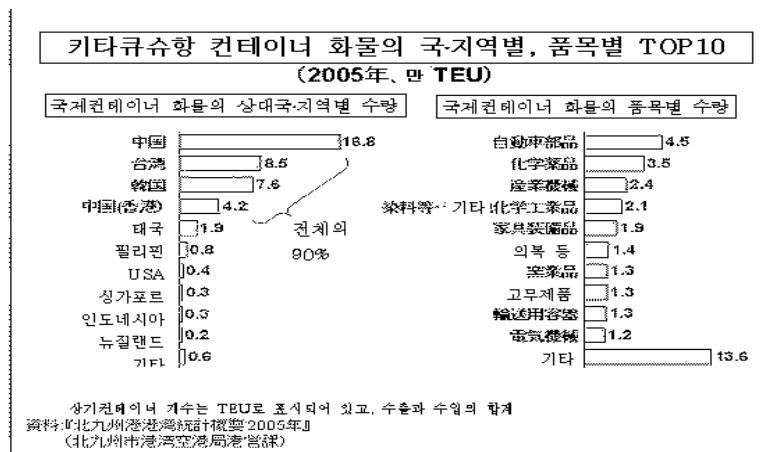 키타큐슈항 컨테이너 화물의 국·지역별, 품목별 TOP10
(2005年、만 TEU)
국제컨테이너 화물의 상대국·지역별 수량
中国 16.8
台湾 8.5
韓国 7.6
中国(香港) 4.2
태국 1.9
필리핀 0.8
USA 0.4
싱가포르 0.3
인도네시아 0.3
뉴질랜드 0.2
기타 0.6
전체의
90%
국제컨테이너 화물의 품목별 수량
自動車部品 4.5
化学薬品 3.5
産業機械 2.4
染料等 기타 化学工業品 2.1
家具装備品 1.9
의복 등 1.4
窯業品 1.3
고무제품 1.3
輸送用容器 1.3
電気機械 1.2
기타 13.6
상기컨테이너 개수는 TEU로 표시되어 있고, 수출과 수입의 합계
資料:『北九州港港湾統計概要2005年』
(北九州市港湾空港局港営課)